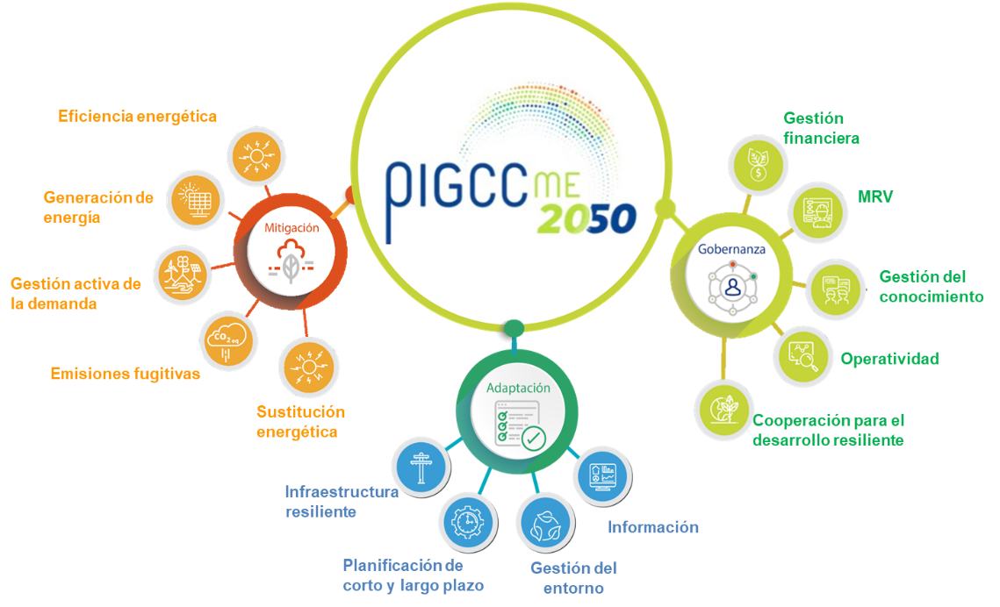 PIGCCME
2050
Eficiencia energética
Generación de
energía
Gestión activa de
la demanda
Emisiones fugitivas
Sustitución
energética
Mitigación
CO2 eq
Adaptación
Infraestructura
resiliente
Planificación de
corto y largo plazo
Gestión del
entorno
Información
Gobernanza
Gestión
financiera
$
MRV
Gestión del
conocimiento
Operatividad
Cooperación para el
desarrollo resiliente